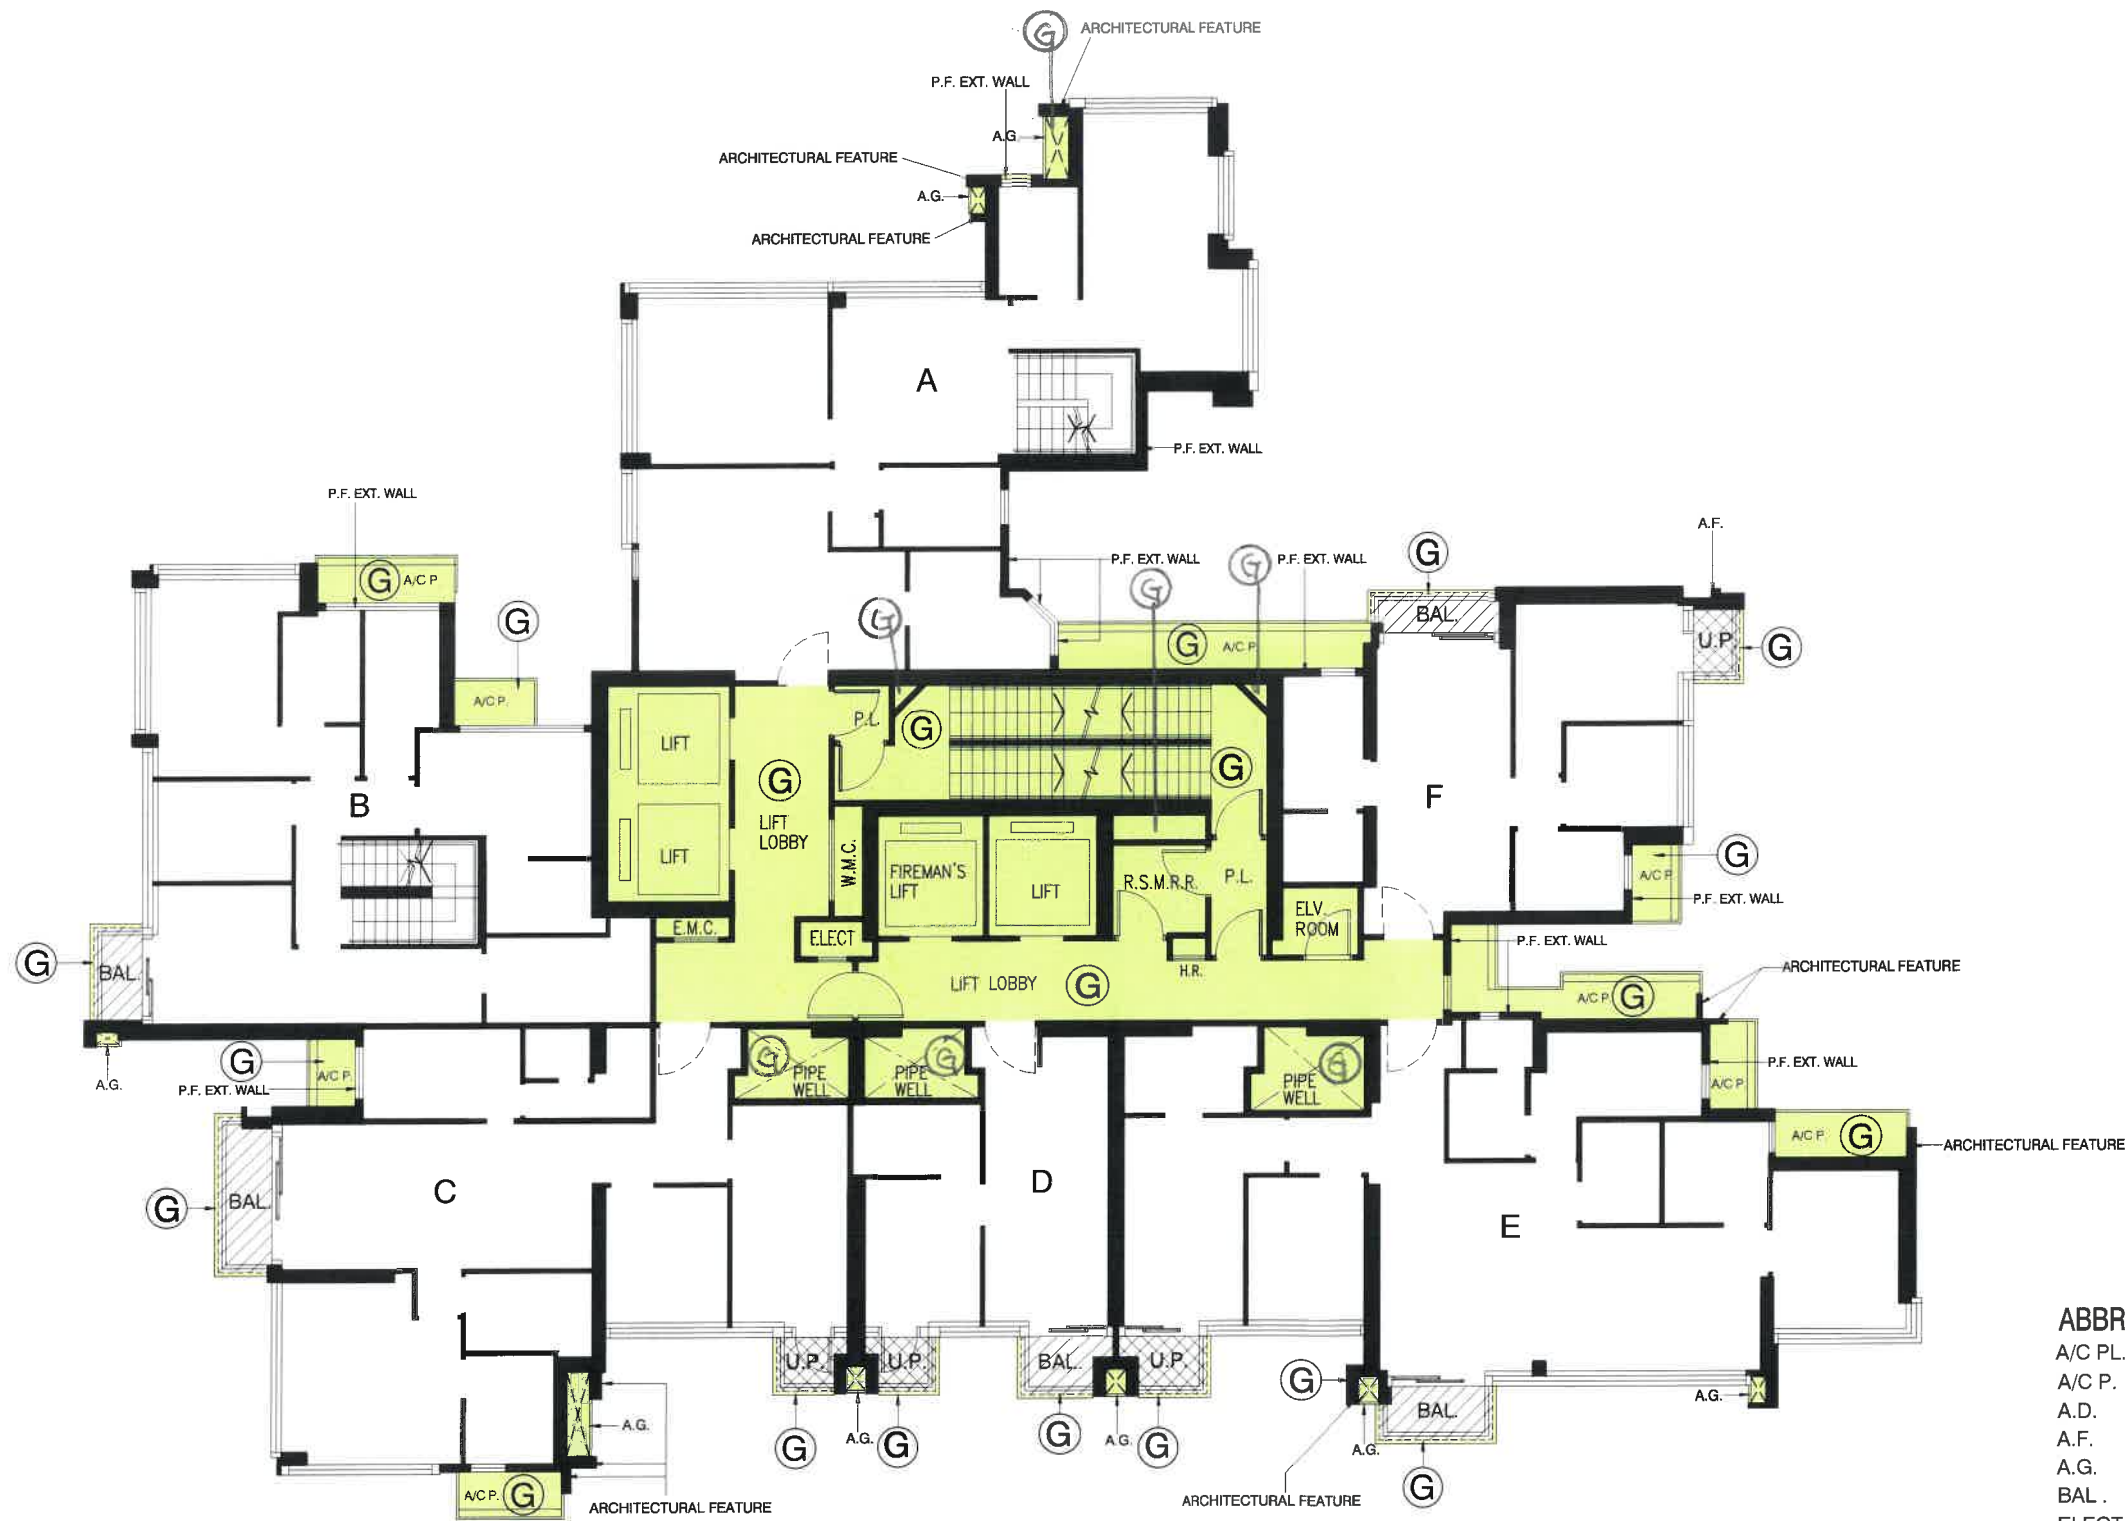 G
ARCHITECTURAL FEATURE
P.F. EXT. WALL
A.G.
ARCHITECTURAL FEATURE
A.G.
ARCHITECTURAL FEATURE
A
P.F. EXT. WALL
P.F. EXT. WALL
A.F.
G
P.F. EXT. WALL
G
P.F. EXT. WALL
G
G
G
A/C P.
G
BAL.
G
G
A/C P.
U.P.
G
A/C P.
P.L.
G
LIFT
G
G
LIFT
LOBBY
B
F
W.M.C.
LIFT
G
FIREMAN'S
LIFT
LIFT
R.S.M.R.R.
P.L.
A/C P.
P.F. EXT. WALL
ELV.
ROOM
E.M.C.
ELECT
P.F. EXT. WALL
G
BAL.
H.R.
ARCHITECTURAL FEATURE
LIFT LOBBY
G
A/C P.
G
G
G
G
G
A/C P.
PIPE
WELL
PIPE
WELL
PIPE
WELL
P.F. EXT. WALL
A/C P.
A.G.
P.F. EXT. WALL
A/C P.
G
ARCHITECTURAL FEATURE
G
BAL.
C
D
E
ABBR
A/C PL.
A/C P.
A.D.
A.F.
A.G.
BAL .
ELECT
U.P.
U.P.
BAL.
U.P.
G
A.G.
BAL.
A.G.
G
A.G.
G
G
A.G.
G
A.G.
G
A/C P.
G
ARCHITECTURAL FEATURE
ARCHITECTURAL FEATURE